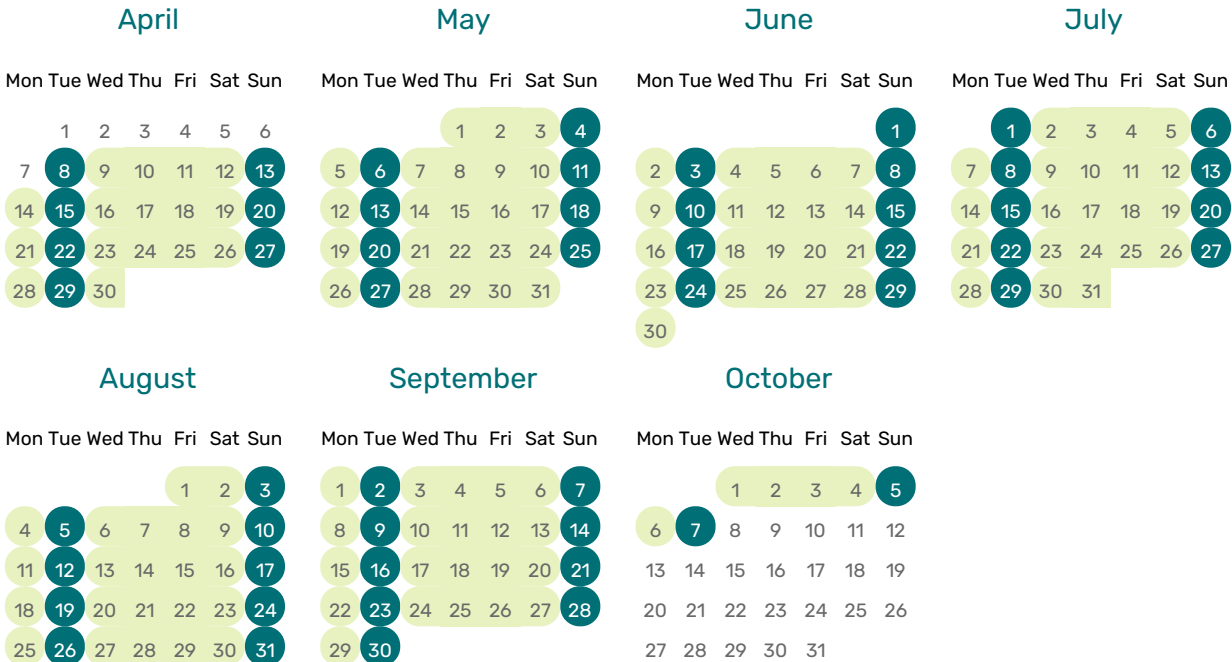 April May June July
Mon Tue Wed Thu Fri Sat Sun Mon Tue Wed Thu Fri Sat Sun Mon Tue Wed Thu Fri Sat Sun Mon Tue Wed Thu Fri Sat Sun
1 2 3 4 5 6 1 2 3 4 1 1 2 3 4 5 6
7 8 9 10 11 12 13 5 6 7 8 9 10 11 2 3 4 5 6 7 8 7 8 9 10 11 12 13
14 15 16 17 18 19 20 12 13 14 15 16 17 18 9 10 11 12 13 14 15 14 15 16 17 18 19 20
21 22 23 24 25 26 27 19 20 21 22 23 24 25 16 17 18 19 20 21 22 21 22 23 24 25 26 27
28 29 30 26 27 28 29 30 31 23 24 25 26 27 28 29 28 29 30 31
30
August September October
Mon Tue Wed Thu Fri Sat Sun Mon Tue Wed Thu Fri Sat Sun Mon Tue Wed Thu Fri Sat Sun
1 2 3 1 2 3 4 5 6 7 1 2 3 4 5
4 5 6 7 8 9 10 8 9 10 11 12 13 14 6 7 8 9 10 11 12
11 12 13 14 15 16 17 15 16 17 18 19 20 21 13 14 15 16 17 18 19
18 19 20 21 22 23 24 22 23 24 25 26 27 28 20 21 22 23 24 25 26
25 26 27 28 29 30 31 29 30 27 28 29 30 31